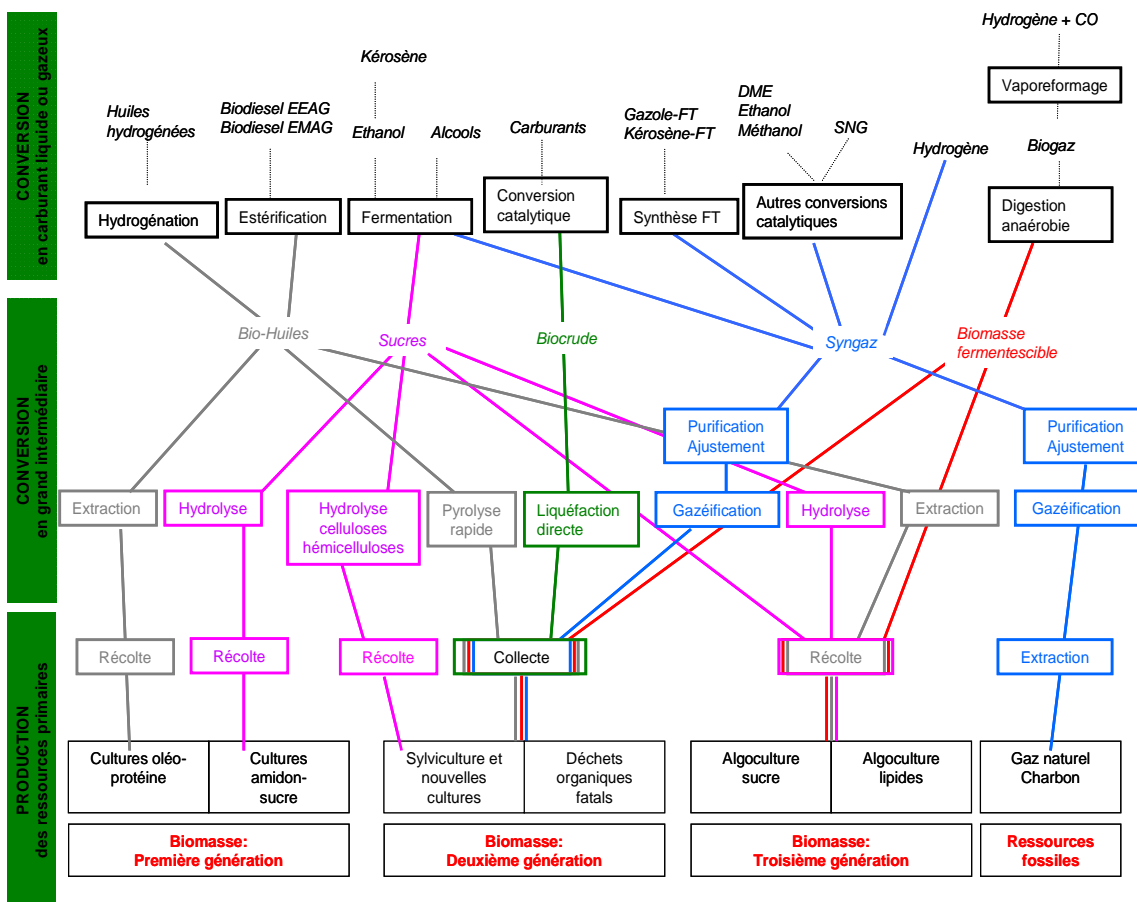 CONVERSION
en carburant liquide ou gazeux
Hydrogène + CO
Kérosène
Vaporeformage
Huiles
hydrogénées
Biodiesel EEAG
Biodiesel EMAG
Ethanol
Alcools
Carburants
Gazole-FT
Kérosène-FT
DME
Ethanol
Méthanol
SNG
Hydrogène
Biogaz
Hydrogénation
Estérification
Fermentation
Conversion
catalytique
Synthèse FT
Autres conversions
catalytiques
Digestion
anaérobie
CONVERSION
en grand intermédiaire
Bio-Huiles
Sucres
Biocrude
Syngaz
Biomasse
fermentescible
Purification
Ajustement
Purification
Ajustement
Extraction
Hydrolyse
Hydrolyse
celluloses
hémicelluloses
Pyrolyse
rapide
Liquéfaction
directe
Gazéification
Hydrolyse
Extraction
Gazéification
PRODUCTION
des ressources primaires
Récolte
Récolte
Récolte
Collecte
Récolte
Extraction
Cultures oléo-
protéine
Cultures
amidon-
sucre
Sylviculture et
nouvelles
cultures
Déchets
organiques
fatals
Algoculture
sucre
Algoculture
lipides
Gaz naturel
Charbon
Biomasse:
Première génération
Biomasse:
Deuxième génération
Biomasse:
Troisième génération
Ressources
fossiles